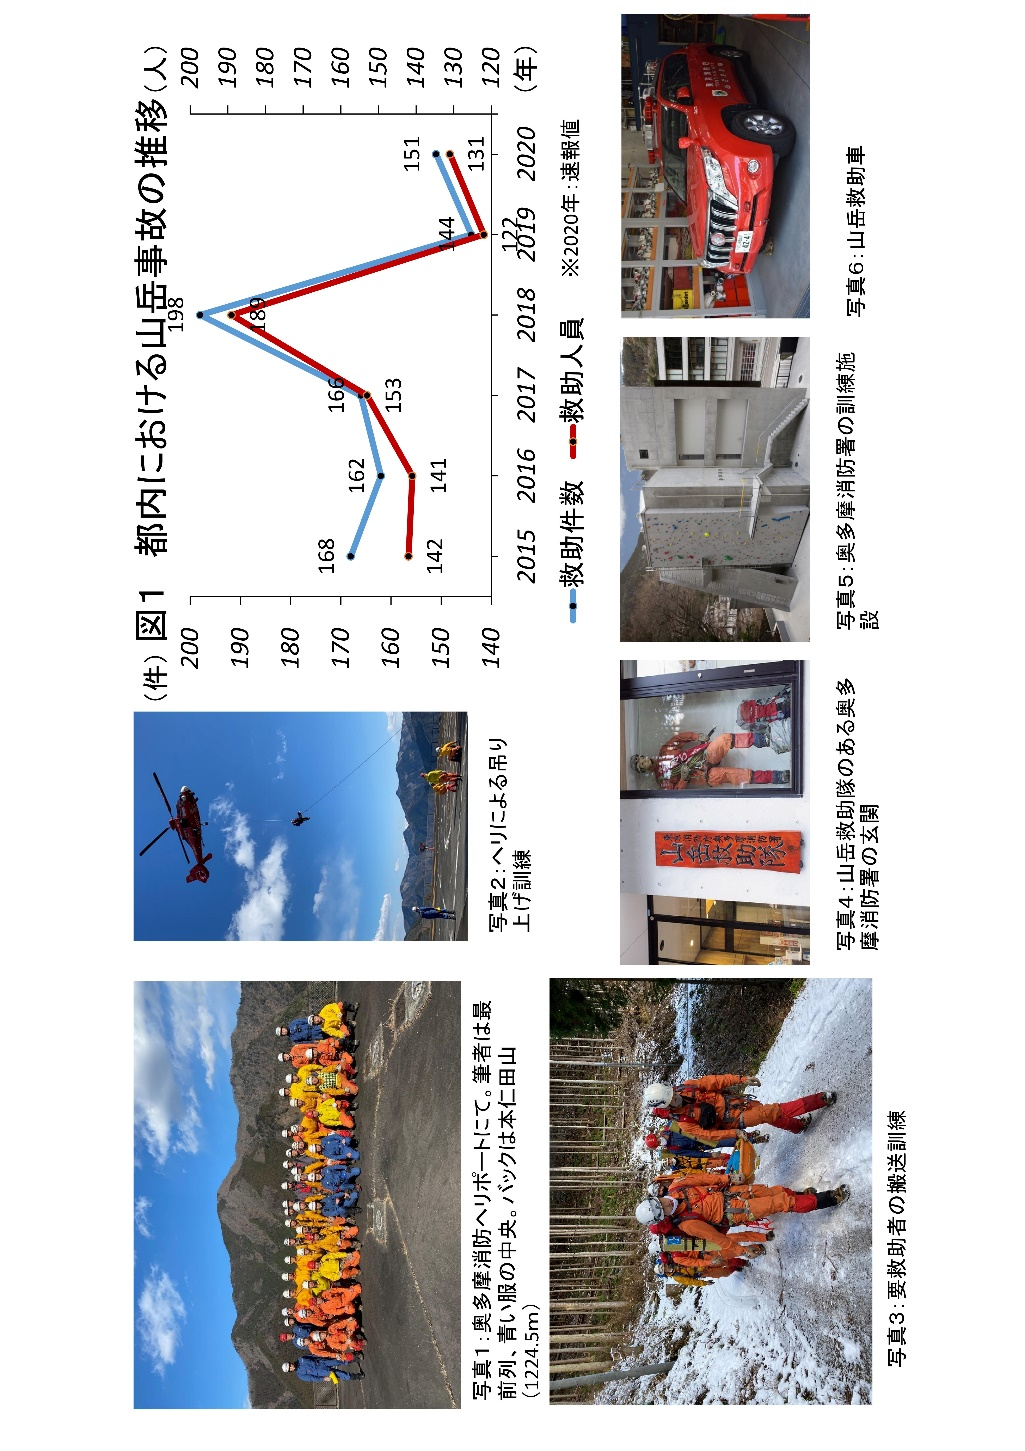 図1　都内における山岳事故の推移
（件）
（人）
200
190
180
170
160
150
140
200
190
180
170
160
150
140
130
120
168
162
166
198
144
151
142
141
153
189
122
131
2015
2016
2017
2018
2019
2020
（年）
救助件数
救助人員
※2020年：速報値
写真1：奥多摩消防ヘリポートにて。筆者は最
前列、青い服の中央。バックは本仁田山
（1224.5m）
写真2：ヘリによる吊り
上げ訓練
写真3：要救助者の搬送訓練
山岳救助隊
写真4：山岳救助隊のある奥多
摩消防署の玄関
写真5：奥多摩消防署の訓練施
設
写真6：山岳救助車